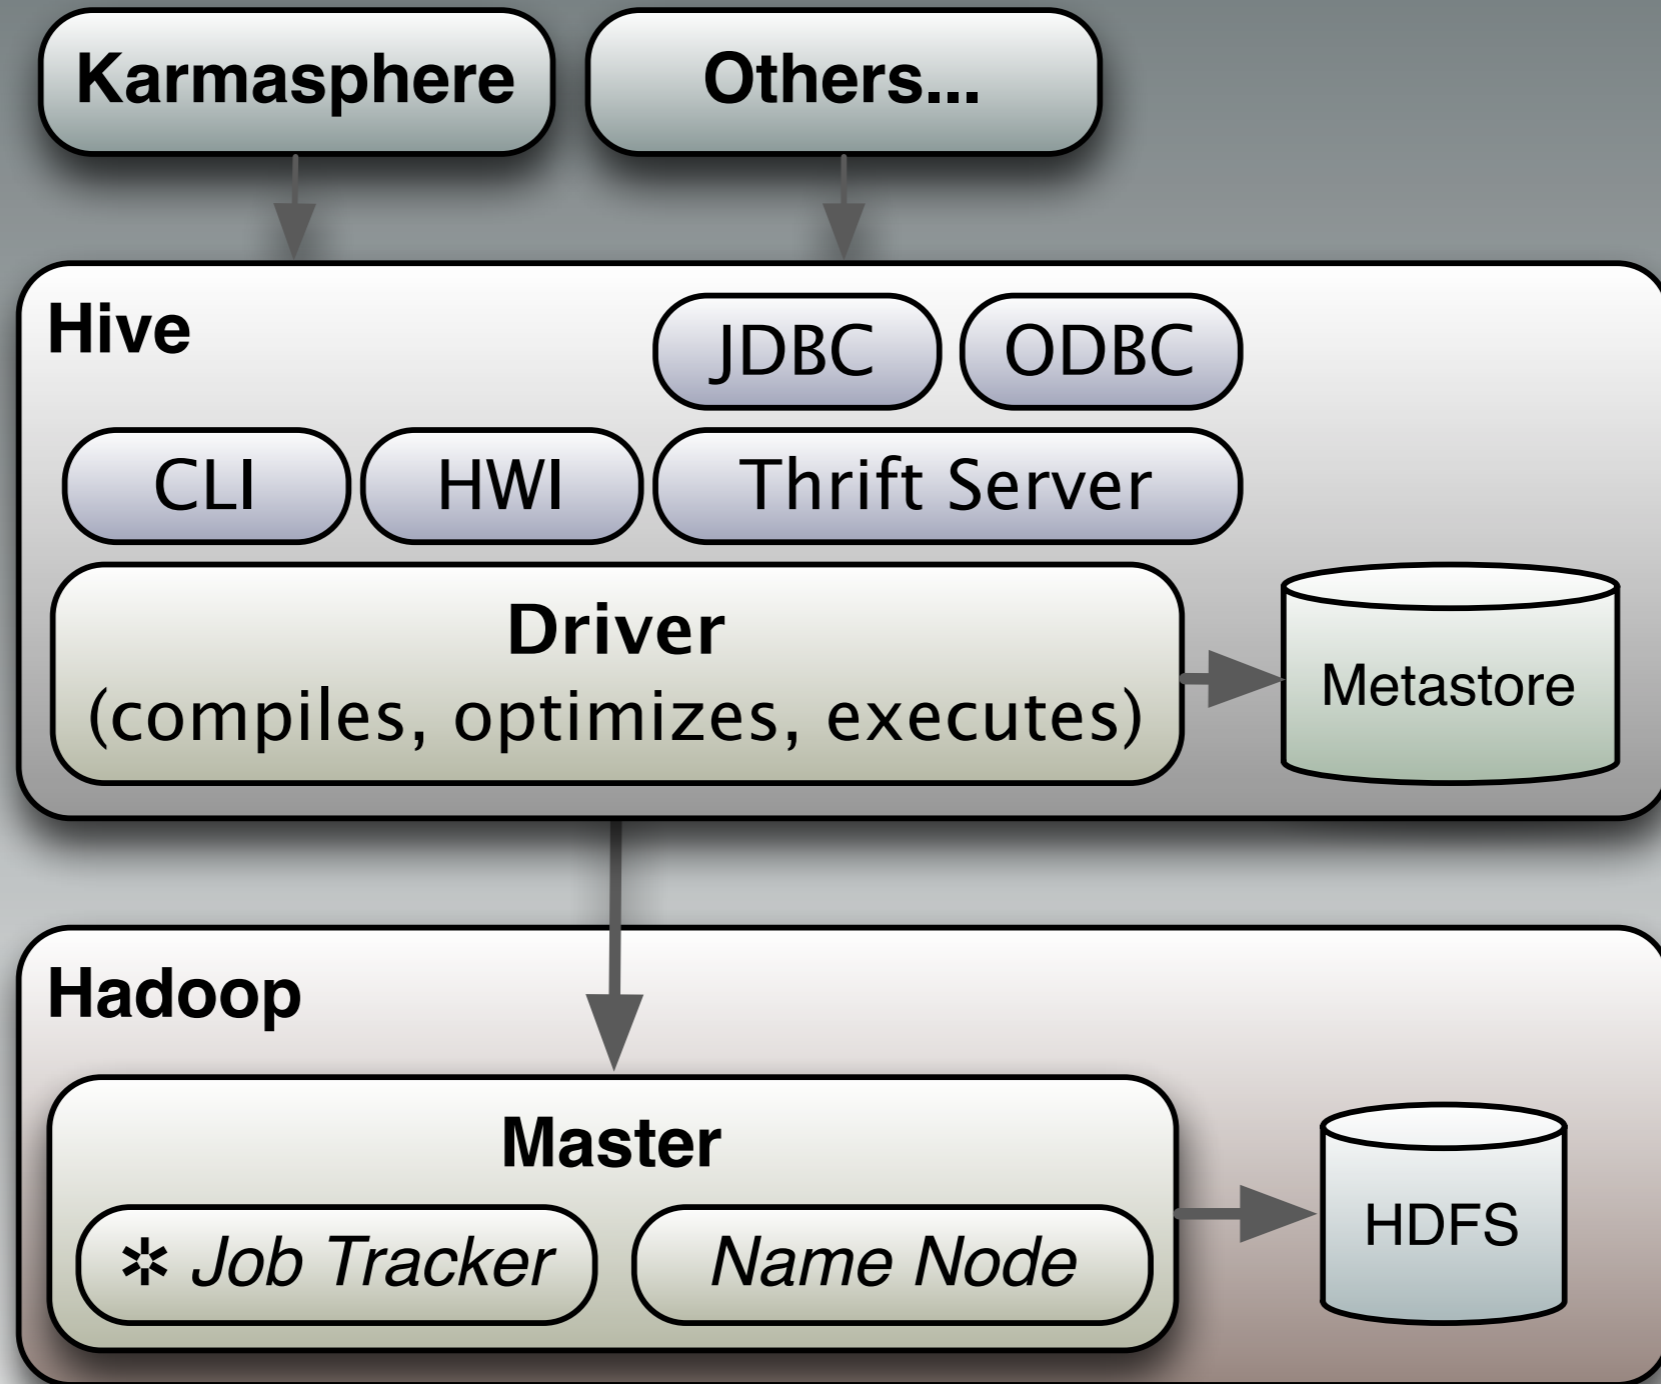 Karmasphere
Others...
Hive
JDBC
ODBC
CLI
HWI
Thrift Server
Driver
(compiles, optimizes, executes)
Metastore
Hadoop
Master
✲ Job Tracker
Name Node
HDFS